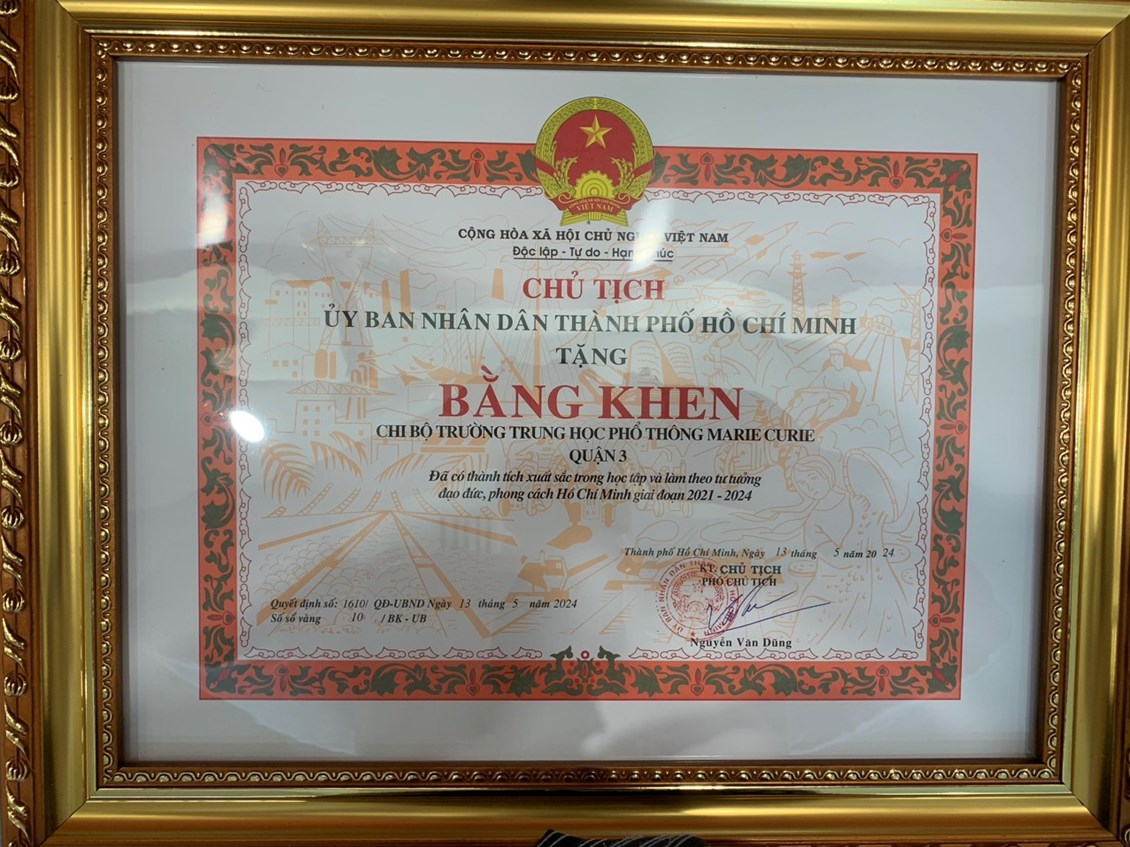 VIỆT NAM
CỘNG HÒA XÃ HỘI CHỦ VIỆT NAM
Độc lập - Tự do -
CHỦ TỊCH
ỦY BAN NHÂN DÂN THÀNH PHỐ HỒ CHÍ MINH
TẶNG
BẰNG KHEN
CHI BỘ TRƯỜNG TRUNG HỌC PHỔ THÔNG MARIE CURIE
QUẬN 3
Đã có thành tích xuất sắc trong học tập và làm theo tư tưởng
đạo đức, phong cách Hồ Chí Minh giai đoạn 2021 - 2024
Thành phố Hồ Chí Minh, Ngày 13 tháng 5 năm 20 24
KT. CHỦ TỊCH
PHÓ CHỦ TỊCH
Quyết định số: 1610/ QĐ-UBND Ngày 13 tháng 5 năm 2024
Số sổ vàng 10 / BK - UB
Nguyễn Văn Dũng